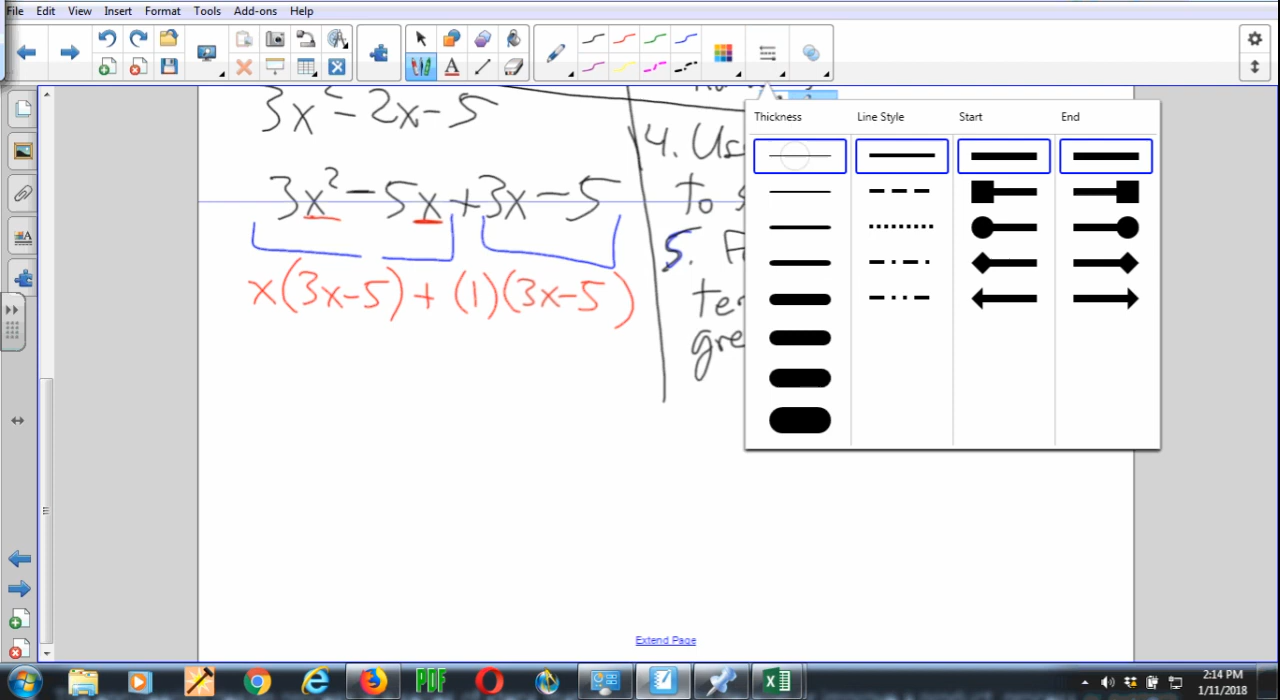 File Edit View Insert Format Tools Add-ons Help
3x² - 2x - 5
3x² - 5x + 3x - 5
x(3x-5) + (1)(3x-5)
4. Us
to s
5. F
ter
gre
Thickness Line Style Start End
Extend Page
PDF
2:14 PM
1/11/2018